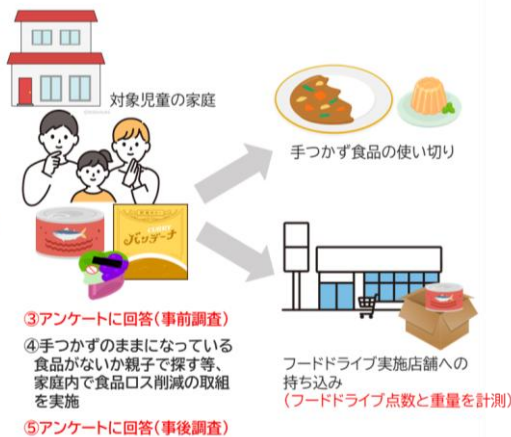 対象児童の家庭
手つかず食品の使い切り
③アンケートに回答(事前調査)
④手つかずのままになっている
食品がないか親子で探す等、
家庭内で食品ロス削減の取組
を実施
⑤アンケートに回答(事後調査)
フードドライブ実施店舗への
持ち込み
(フードドライブ点数と重量を計測)